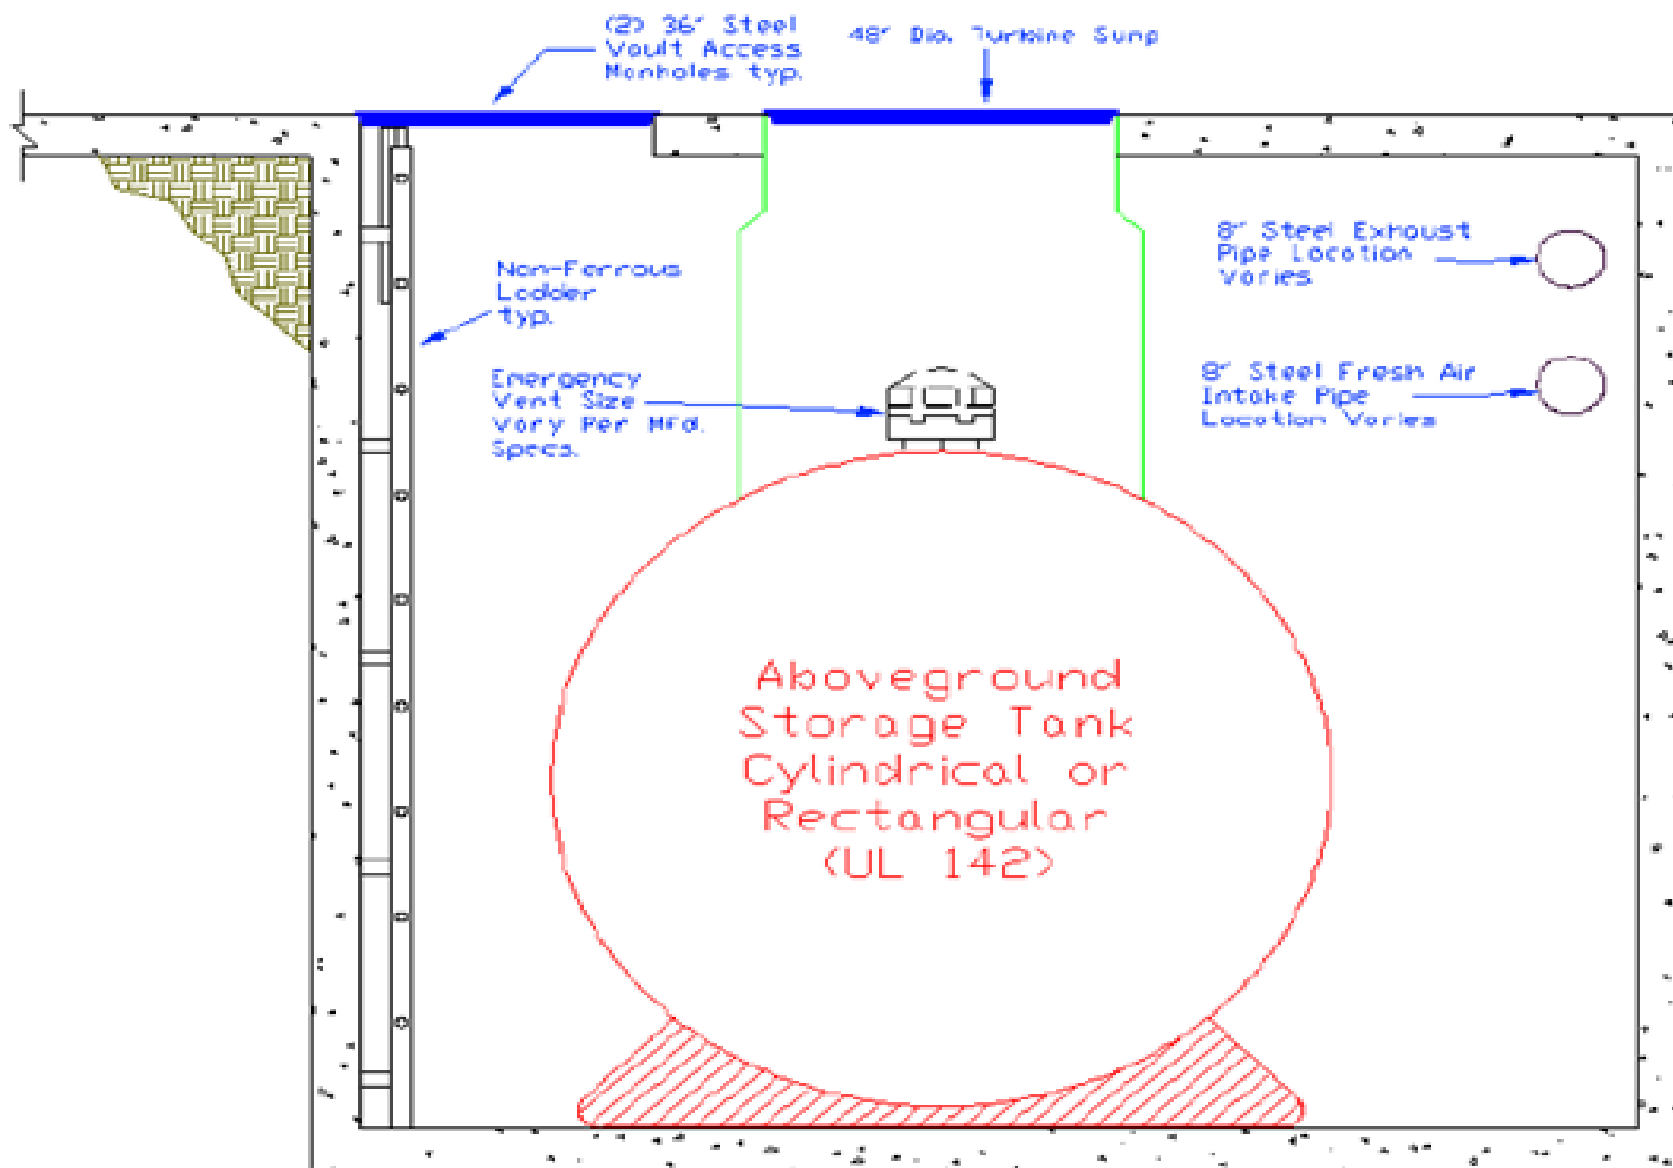 (2) 36" Steel
Vault Access
Manholes typ.
48" Dia. Turbine Sump
Non-Ferrous
Ladder
typ.
Emergency
Vent Size
Vary Per Mfd.
Specs.
8" Steel Exhaust
Pipe Location
Varies
8" Steel Fresh Air
Intake Pipe
Location Varies
Aboveground
Storage Tank
Cylindrical or
Rectangular
(UL 142)